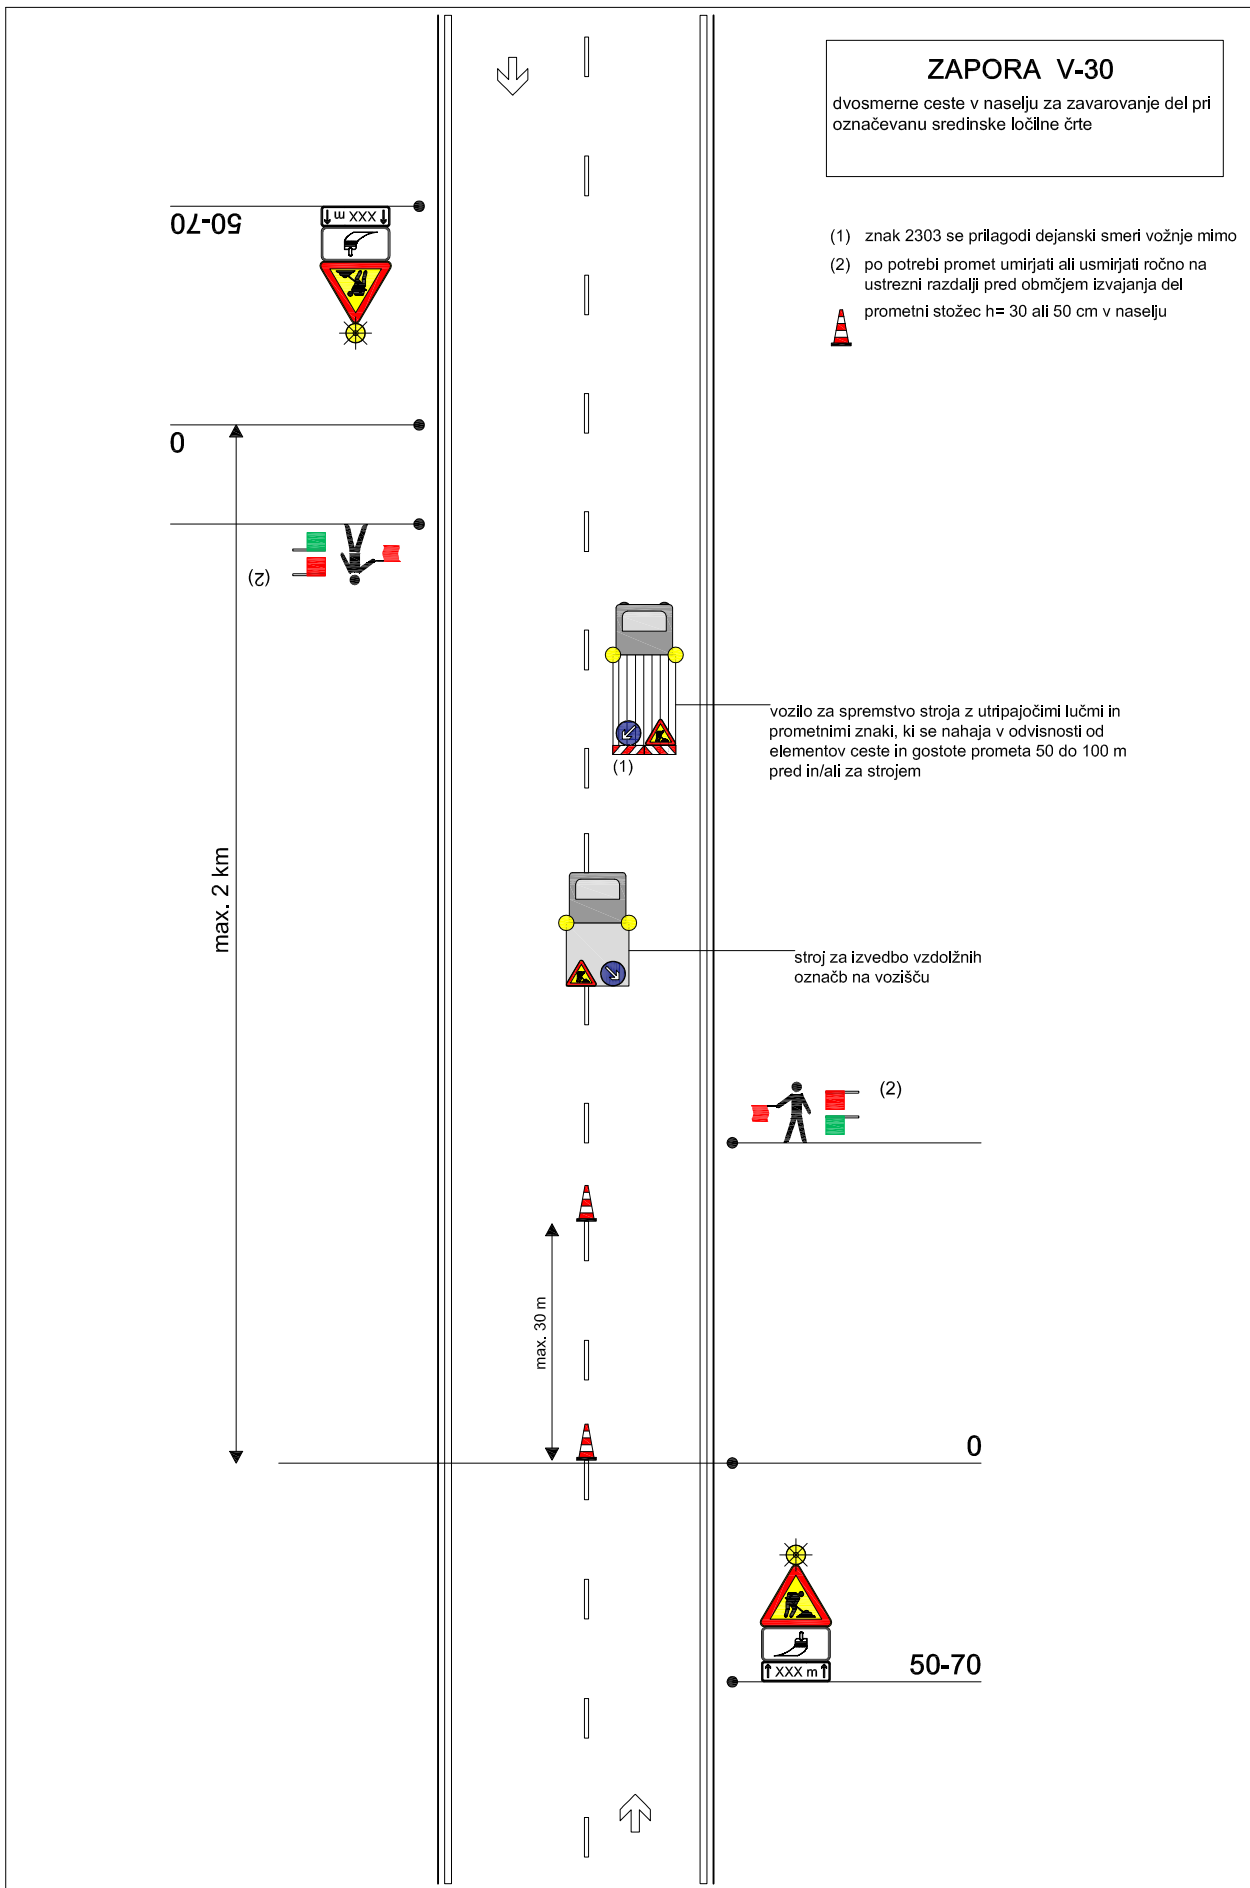 ZAPORA V-30
dvosmerne ceste v naselju za zavarovanje del pri
označevanu sredinske ločilne črte
(1) znak 2303 se prilagodi dejanski smeri vožnje mimo
(2) po potrebi promet umirjati ali usmirjati ročno na
ustrezni razdalji pred obmčjem izvajanja del
prometni stožec h= 30 ali 50 cm v naselju
50-70
XXX m
0
(2)
(1)
vozilo za spremstvo stroja z utripajočimi lučmi in
prometnimi znaki, ki se nahaja v odvisnosti od
elementov ceste in gostote prometa 50 do 100 m
pred in/ali za strojem
max. 2 km
stroj za izvedbo vzdolžnih
označb na vozišču
(2)
max. 30 m
0
50-70
XXX m